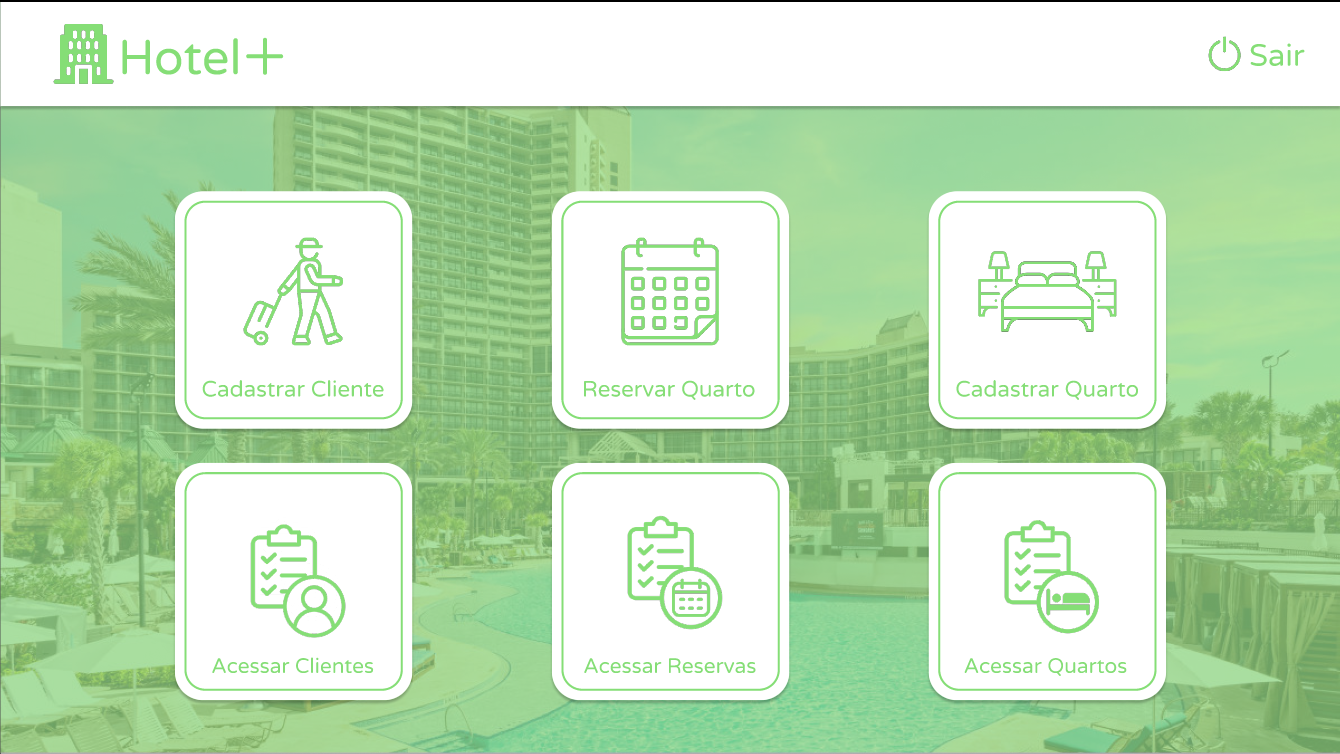 Hotel+
Sair
Cadastrar Cliente
Reservar Quarto
Cadastrar Quarto
Acessar Clientes
Acessar Reservas
Acessar Quartos